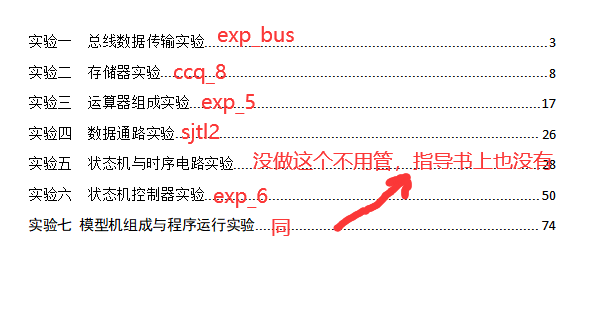 实验一 总线数据传输实验 exp_bus 3
实验二 存储器实验 ccq_8 8
实验三 运算器组成实验 exp_5 17
实验四 数据通路实验 sjtl2 26
实验五 状态机与时序电路实验 没做这个不用管，指导书上也没有 28
实验六 状态机控制器实验 exp_6 50
实验七 模型机组成与程序运行实验 同 74